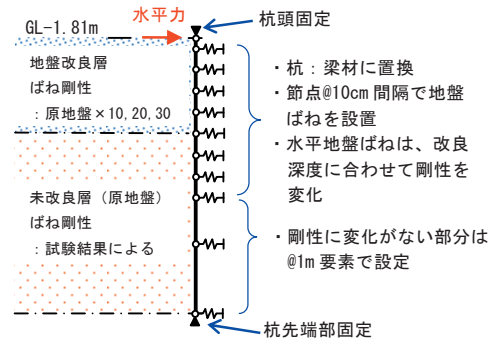 水平力
杭頭固定
GL-1.81m
地盤改良層
ばね剛性
：原地盤×10,20,30
・杭：梁材に置換
・節点@10cm間隔で地盤
ばねを設置
・水平地盤ばねは、改良
深度に合わせて剛性を
変化
未改良層（原地盤）
ばね剛性
：試験結果による
・剛性に変化がない部分は
@1m要素で設定
杭先端部固定